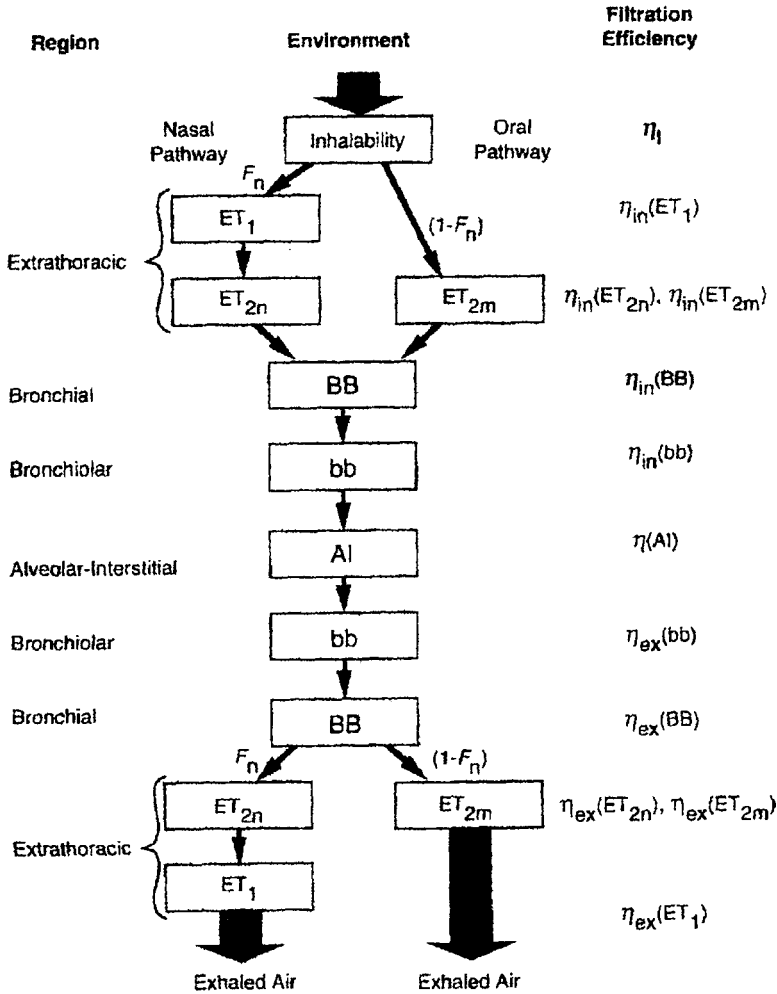 Region Environment Filtration Efficiency
Nasal Pathway Inhalability Oral Pathway η_I
F_n
ET_1 η_in(ET_1)
(1-F_n)
Extrathoracic
ET_2n ET_2m η_in(ET_2n), η_in(ET_2m)
BB η_in(BB)
Bronchial
bb η_in(bb)
Bronchiolar
AI η(AI)
Alveolar-Interstitial
Bronchiolar bb η_ex(bb)
Bronchial BB η_ex(BB)
F_n (1-F_n)
ET_2n ET_2m η_ex(ET_2n), η_ex(ET_2m)
Extrathoracic
ET_1 η_ex(ET_1)
Exhaled Air Exhaled Air